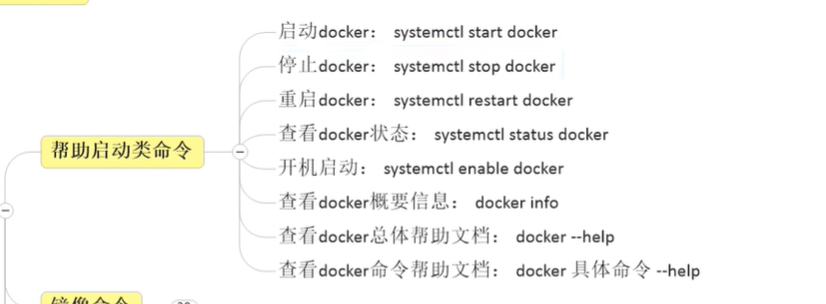 启动docker： systemctl start docker
停止docker： systemctl stop docker
重启docker： systemctl restart docker
查看docker状态： systemctl status docker
帮助启动类命令
开机启动： systemctl enable docker
查看docker概要信息： docker info
查看docker总体帮助文档： docker --help
查看docker命令帮助文档： docker 具体命令 --help
镜像命令